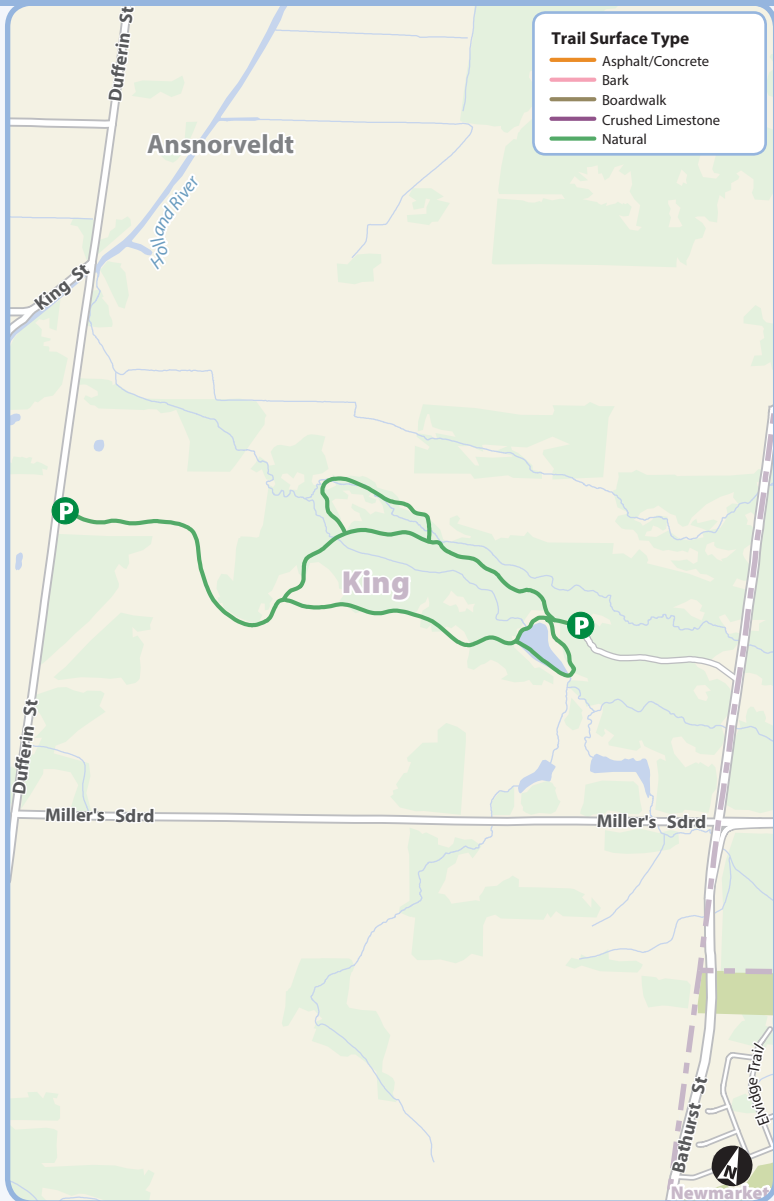 Dufferin St
Trail Surface Type
Asphalt/Concrete
Bark
Boardwalk
Crushed Limestone
Natural
Ansnorveldt
Holland River
King St
P
King
P
Dufferin St
Miller's Sdrd
Miller's Sdrd
Bathurst St
Elvidge Trail/
N
Newmarket